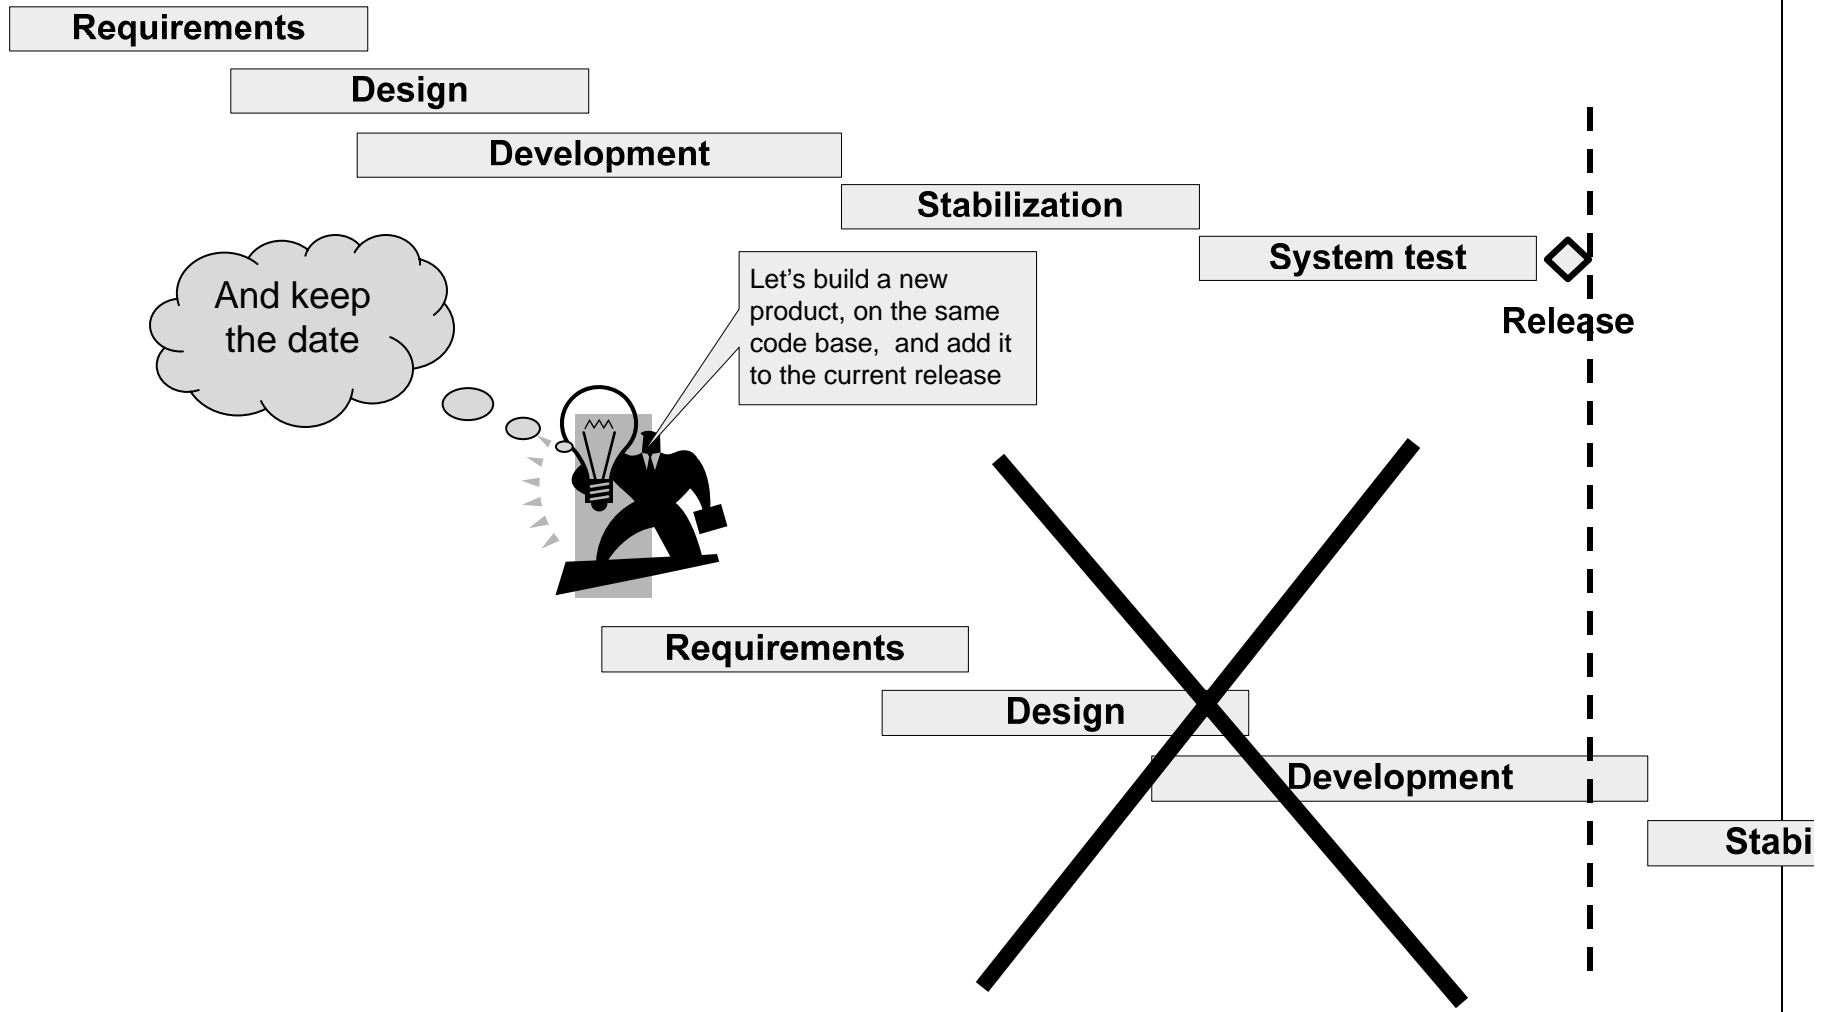 Requirements
Design
Development
Stabilization
System test
Release
And keep
the date
Let’s build a new
product, on the same
code base,  and add it
to the current release
Requirements
Design
Development
Stabi